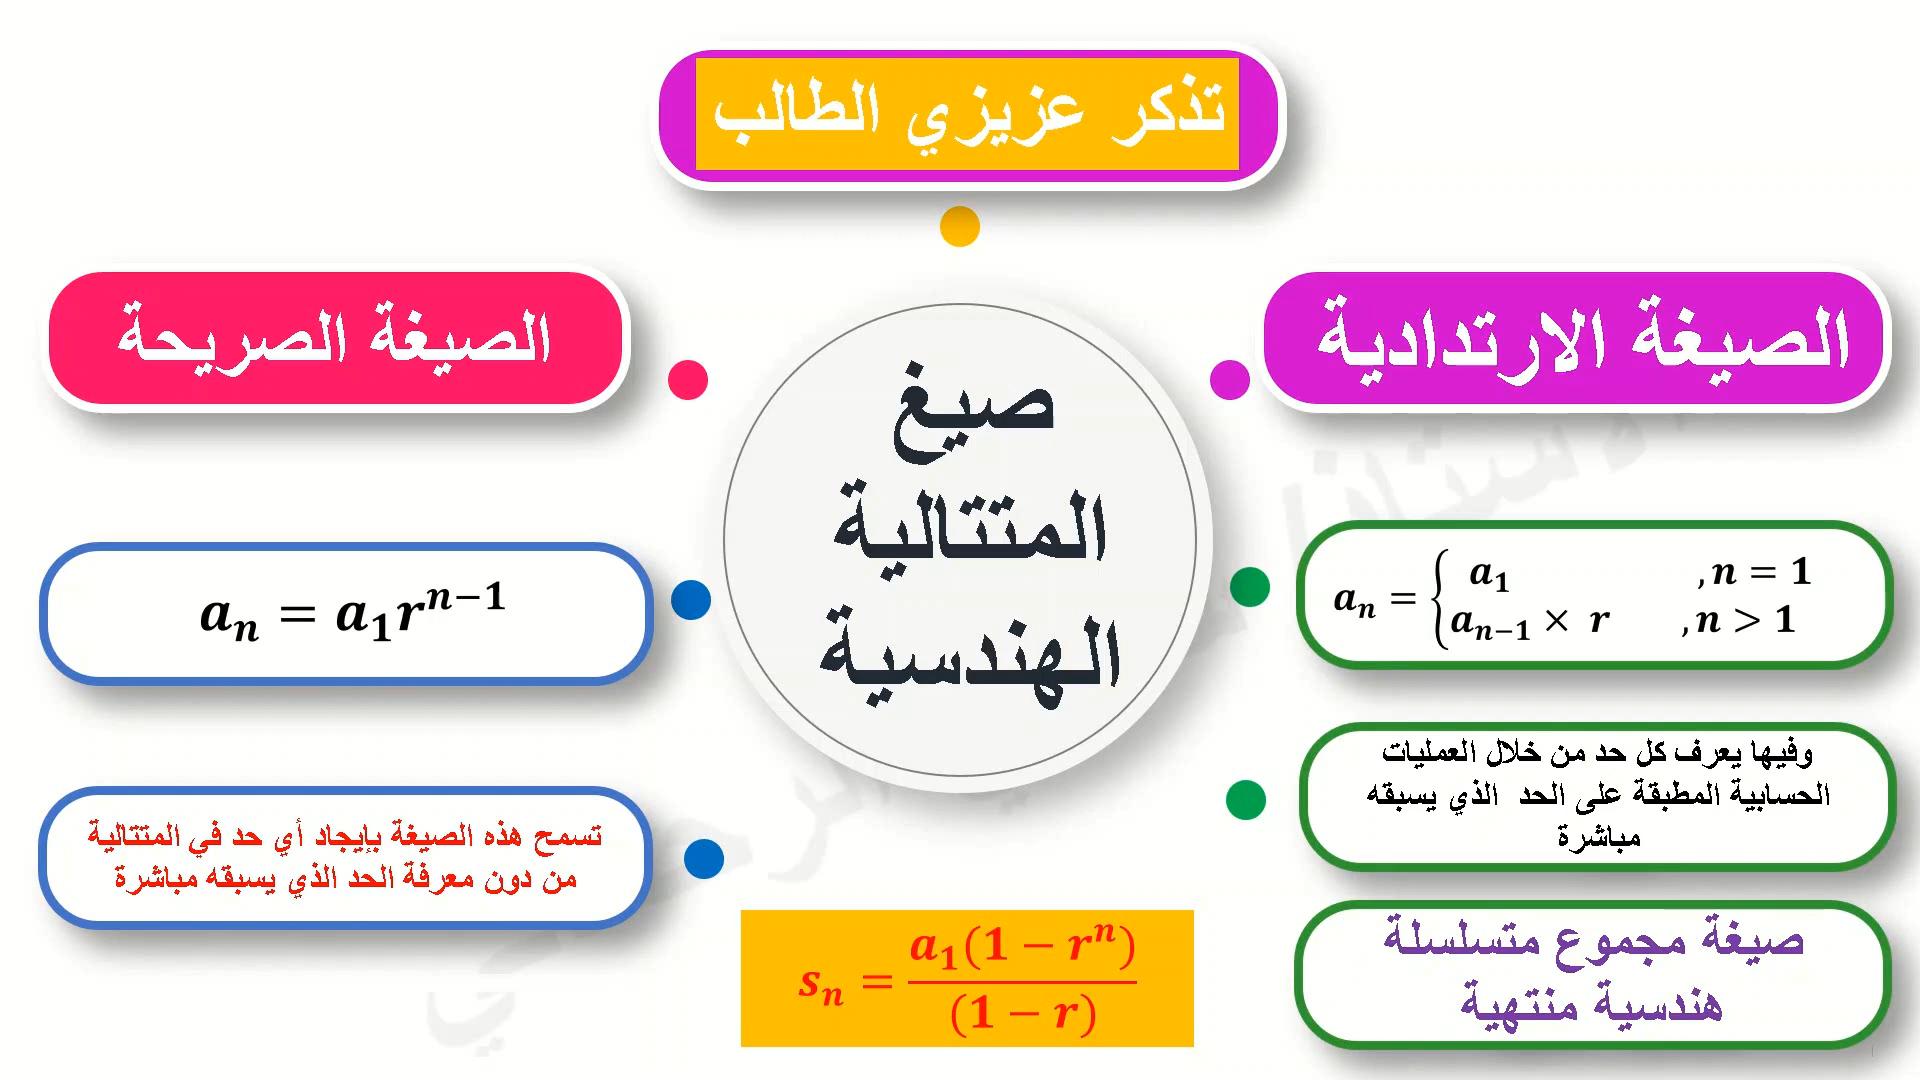 تذكر عزيزي الطالب
الصيغة الارتدادية
الصيغة الصريحة
صيغ
المتتالية
الهندسية
aₙ = { a₁ ,n = 1
aₙ₋₁ × r ,n > 1
aₙ = a₁rⁿ⁻¹
وفيها يعرف كل حد من خلال العمليات
الحسابية المطبقة على الحد الذي يسبقه
مباشرة
تسمح هذه الصيغة بإيجاد أي حد في المتتالية
من دون معرفة الحد الذي يسبقه مباشرة
صيغة مجموع متسلسلة
هندسية منتهية
sₙ = a₁(1 − rⁿ) / (1 − r)